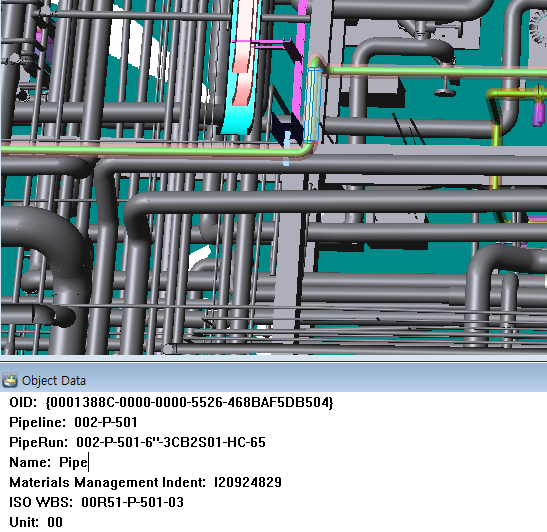 Object Data
OID: {0001388C-0000-0000-5526-468BAF5DB504}
Pipeline: 002-P-501
PipeRun: 002-P-501-6"-3CB2S01-HC-65
Name: Pipe
Materials Management Indent: I20924829
ISO WBS: 00R51-P-501-03
Unit: 00